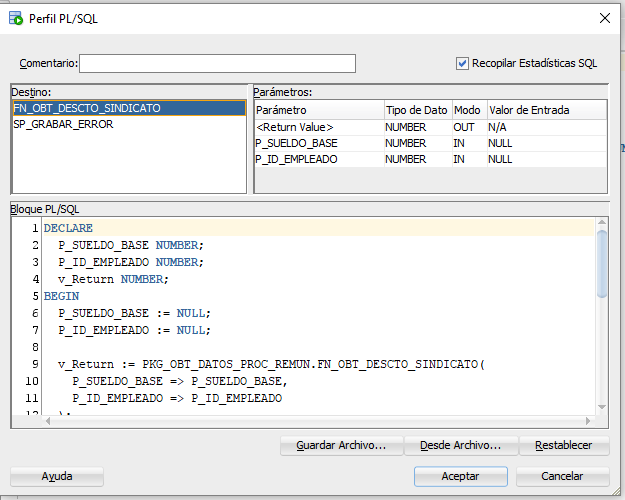 Perfil PL/SQL
Comentario:
Recopilar Estadísticas SQL
Destino:
FN_OBT_DESCTO_SINDICATO
SP_GRABAR_ERROR
Parámetros:
Parámetro Tipo de Dato Modo Valor de Entrada
<Return Value> NUMBER OUT N/A
P_SUELDO_BASE NUMBER IN NULL
P_ID_EMPLEADO NUMBER IN NULL
Bloque PL/SQL
1 DECLARE
2 P_SUELDO_BASE NUMBER;
3 P_ID_EMPLEADO NUMBER;
4 v_Return NUMBER;
5 BEGIN
6 P_SUELDO_BASE := NULL;
7 P_ID_EMPLEADO := NULL;
8
9 v_Return := PKG_OBT_DATOS_PROC_REMUN.FN_OBT_DESCTO_SINDICATO(
10 P_SUELDO_BASE => P_SUELDO_BASE,
11 P_ID_EMPLEADO => P_ID_EMPLEADO
12 );
Guardar Archivo... Desde Archivo... Restablecer
Ayuda Aceptar Cancelar